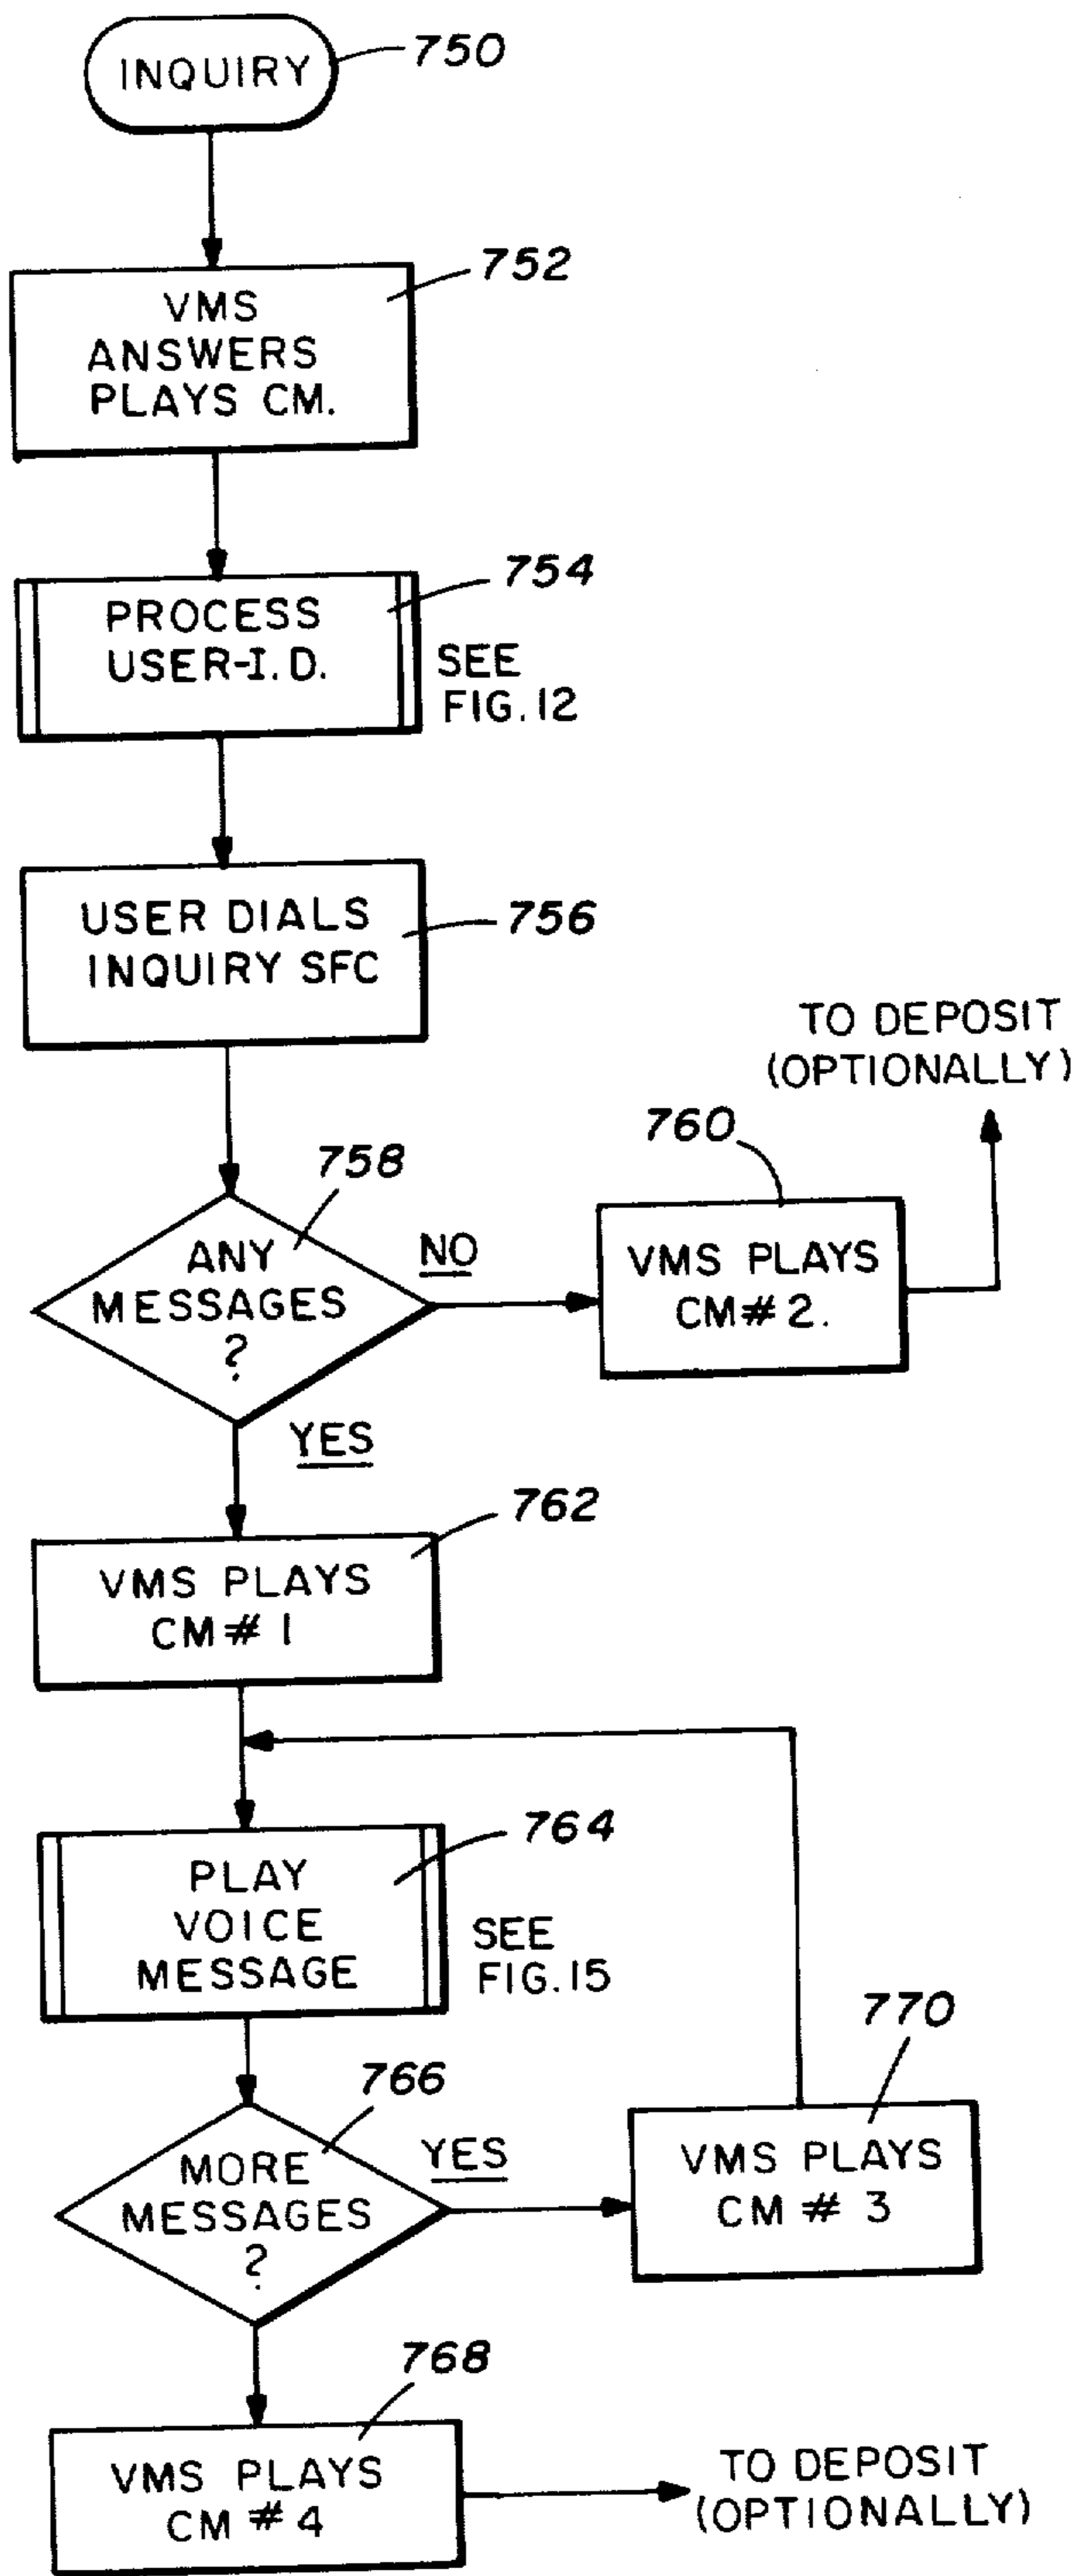 INQUIRY
750
752
VMS
ANSWERS
PLAYS CM.
754
PROCESS
USER-I.D.
SEE
FIG.12
756
USER DIALS
INQUIRY SFC
TO DEPOSIT
(OPTIONALLY)
758
760
ANY
MESSAGES
?
NO
VMS PLAYS
CM# 2.
YES
762
VMS PLAYS
CM# 1
764
PLAY
VOICE
MESSAGE
SEE
FIG.15
766
770
MORE
MESSAGES
?
YES
VMS PLAYS
CM # 3
768
VMS PLAYS
CM #4
TO DEPOSIT
(OPTIONALLY)